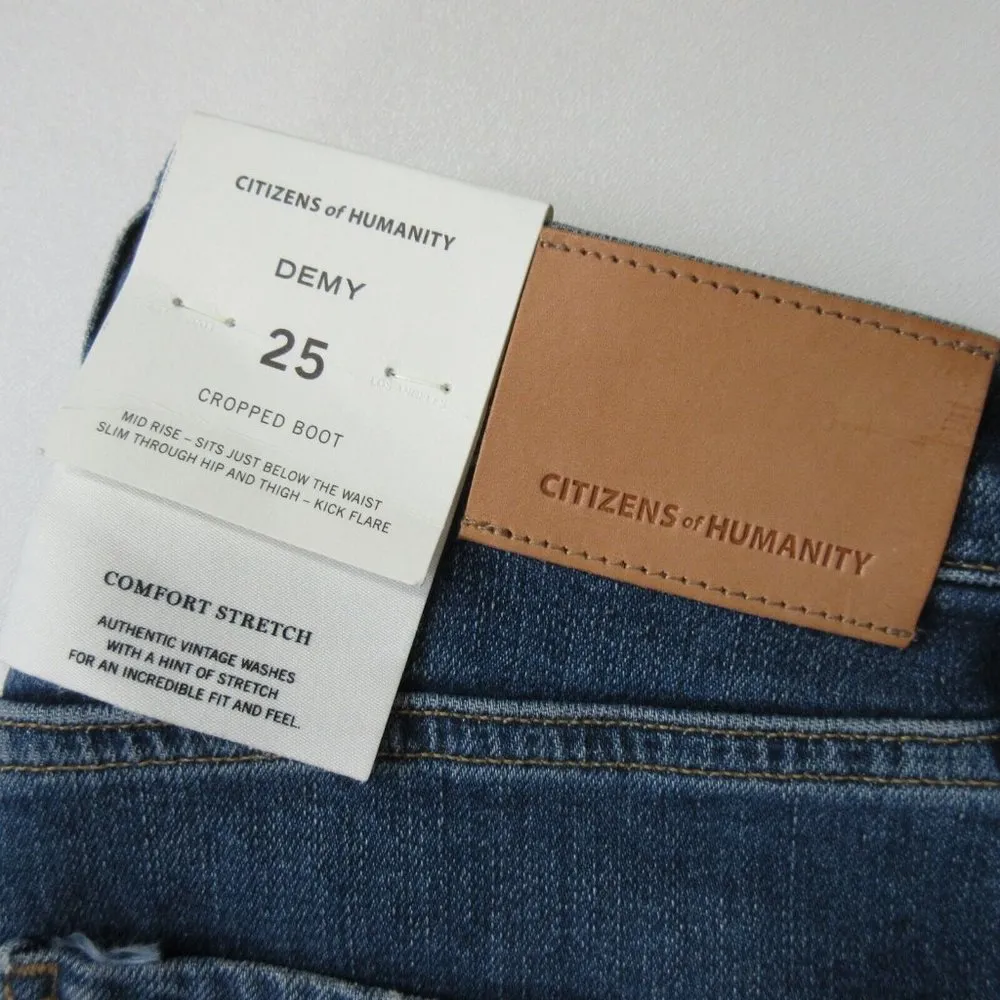 CITIZENS of HUMANITY
DEMY
25
LOS ANGELES
CROPPED BOOT
MID RISE – SITS JUST BELOW THE WAIST
SLIM THROUGH HIP AND THIGH – KICK FLARE
COMFORT STRETCH
AUTHENTIC VINTAGE WASHES
WITH A HINT OF STRETCH
FOR AN INCREDIBLE FIT AND FEEL.
CITIZENS of HUMANITY